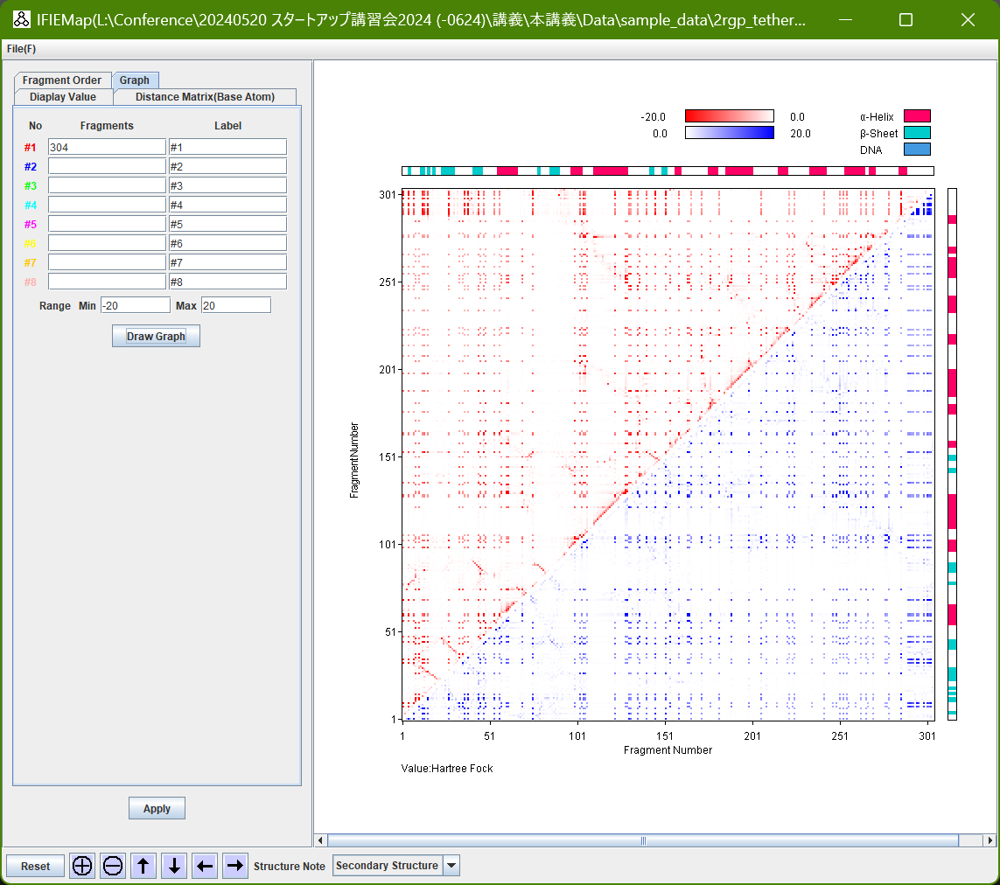 IFIEMap(L:\Conference\20240520 スタートアップ講習会2024 (-0624)\講義\本講義\Data\sample_data\2rgp_tether...
File(F)
Fragment Order
Graph
Diaplay Value
Distance Matrix(Base Atom)
No Fragments Label
#1 304 #1
#2 #2
#3 #3
#4 #4
#5 #5
#6 #6
#7 #7
#8 #8
Range Min -20 Max 20
Draw Graph
Apply
-20.0 0.0
0.0 20.0
α-Helix
β-Sheet
DNA
301
251
201
151
101
51
1
FragmentNumber
1 51 101 151 201 251 301
Fragment Number
Value:Hartree Fock
Reset
Structure Note
Secondary Structure